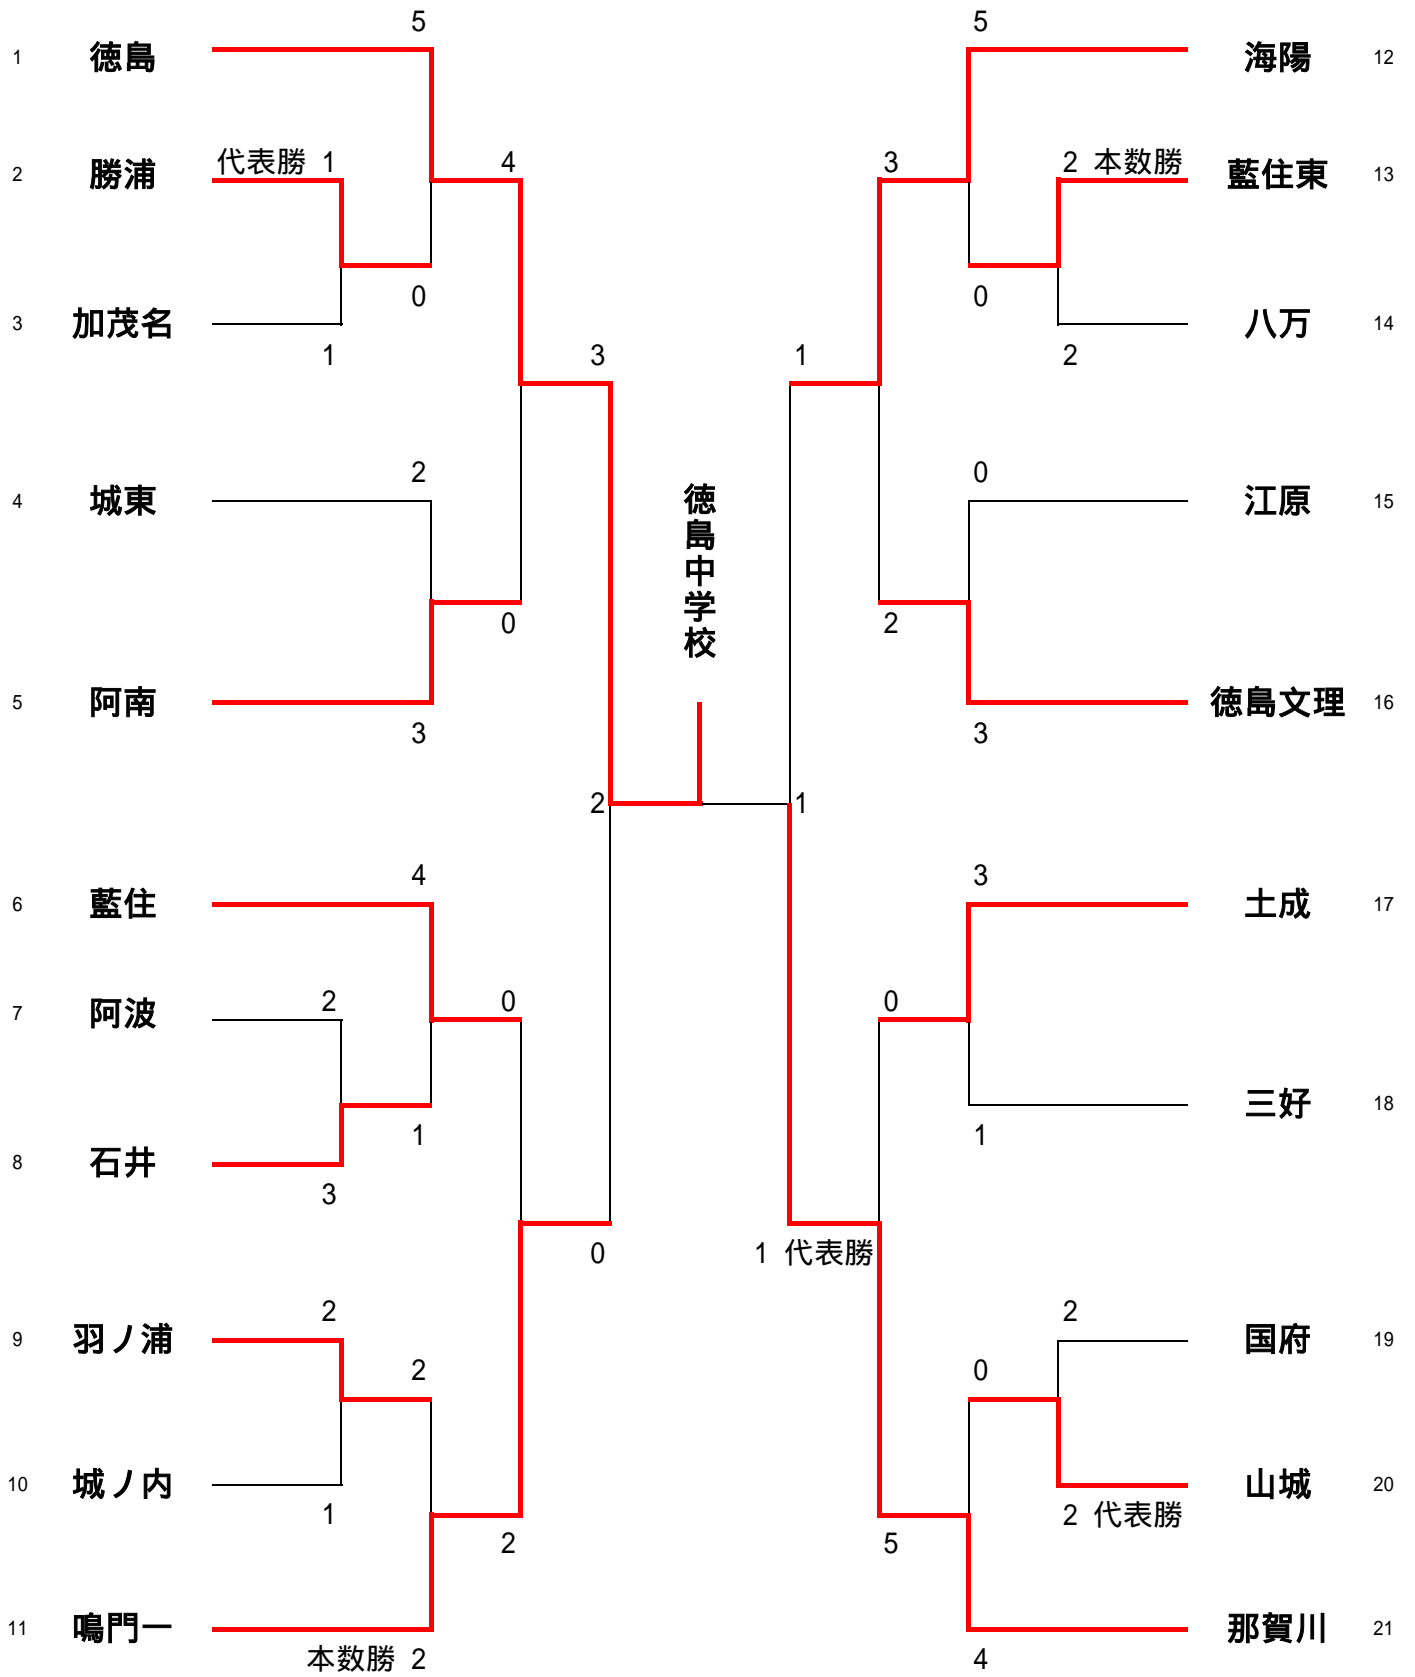 5
5
1 徳島
海陽 12
2 勝浦 代表勝 1
4
3
2 本数勝 藍住東 13
0
0
3 加茂名
八万 14
1
3
1
2
2
0
4 城東
江原 15
徳島中学校
0
2
5 阿南
徳島文理 16
3
3
2
1
4
3
6 藍住
土成 17
2
0
0
7 阿波
三好 18
1
1
8 石井
3
0
1 代表勝
2
2
9 羽ノ浦
国府 19
2
0
10 城ノ内
山城 20
1
2 代表勝
2
5
11 鳴門一
那賀川 21
本数勝 2
4